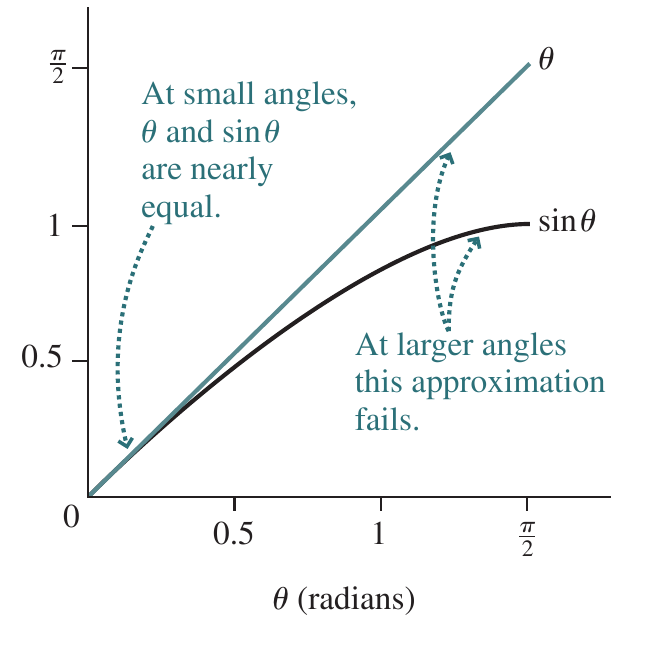 π/2
θ
At small angles,
θ and sin θ
are nearly
equal.
1
sin θ
At larger angles
this approximation
fails.
0.5
0
0.5
1
π/2
θ (radians)